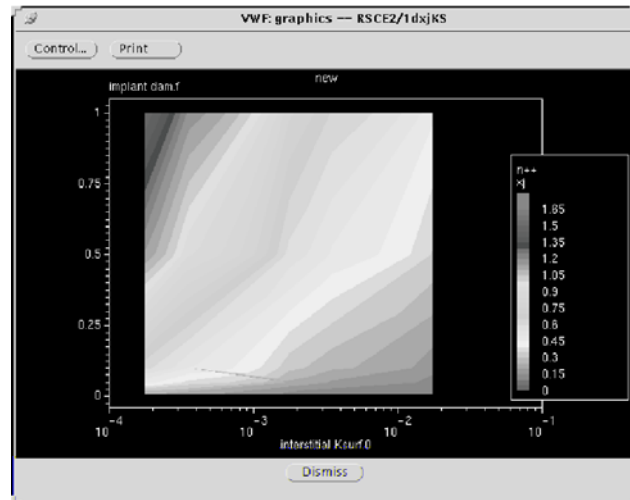 VWF: graphics -- RSCE2/1dxjKS
Control... Print
new
implant dam.f
1
0.75
0.5
0.25
0
10-4 10-3 10-2 10-1
interstitial Ksurf.0
n++
xj
1.65
1.5
1.35
1.2
1.05
0.9
0.75
0.6
0.45
0.3
0.15
0
Dismiss